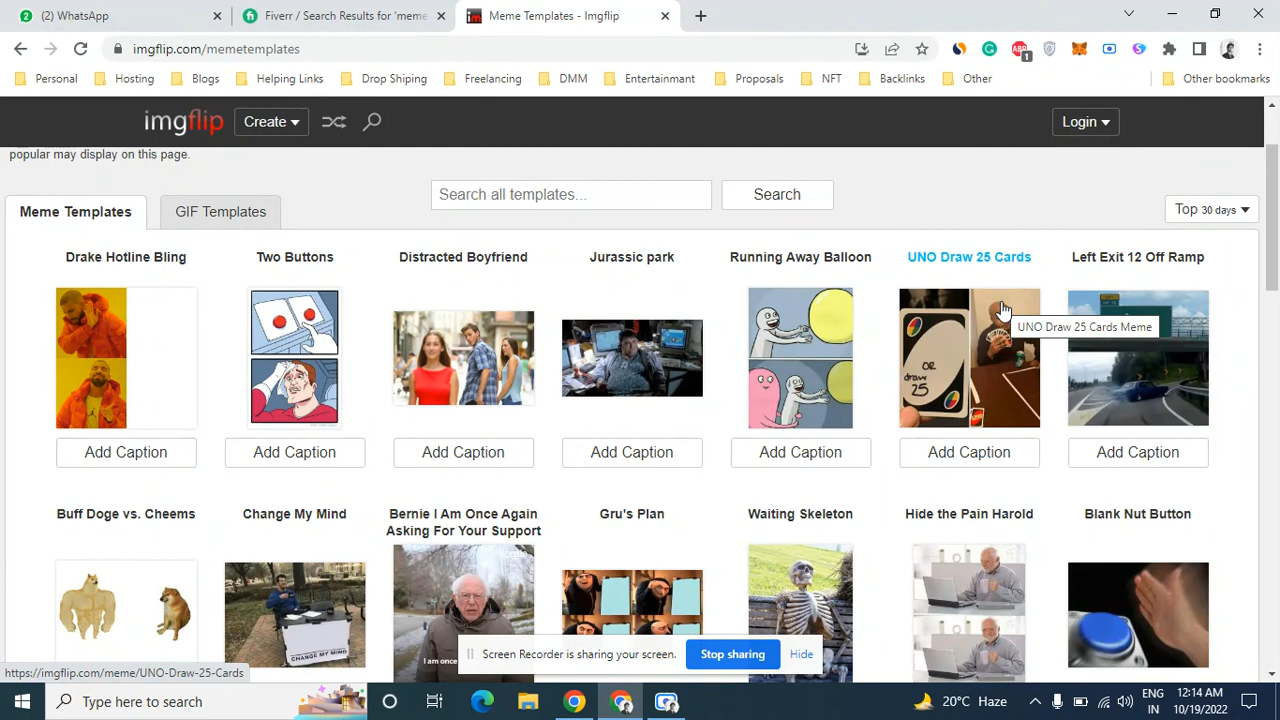 2
WhatsApp
Fiverr / Search Results for 'meme
Meme Templates - Imgflip
imgflip.com/memetemplates
ABP
1
Personal
Hosting
Blogs
Helping Links
Drop Shiping
Freelancing
DMM
Entertainmant
Proposals
NFT
Backlinks
Other
Other bookmarks
imgflip
Create
Login
popular may display on this page.
Search all templates...
Search
Meme Templates
GIF Templates
Top 30 days
Drake Hotline Bling
Two Buttons
Distracted Boyfriend
Jurassic park
Running Away Balloon
UNO Draw 25 Cards
Left Exit 12 Off Ramp
OR
draw
25
UNO Draw 25 Cards Meme
Add Caption
Add Caption
Add Caption
Add Caption
Add Caption
Add Caption
Add Caption
Buff Doge vs. Cheems
Change My Mind
Bernie I Am Once Again
Asking For Your Support
Gru's Plan
Waiting Skeleton
Hide the Pain Harold
Blank Nut Button
CHANGE MY MIND
I am once
Screen Recorder is sharing your screen.
Stop sharing
Hide
https://imgflip.com/meme/UNO-Draw-25-Cards
Type here to search
20°C Haze
ENG
IN
12:14 AM
10/19/2022